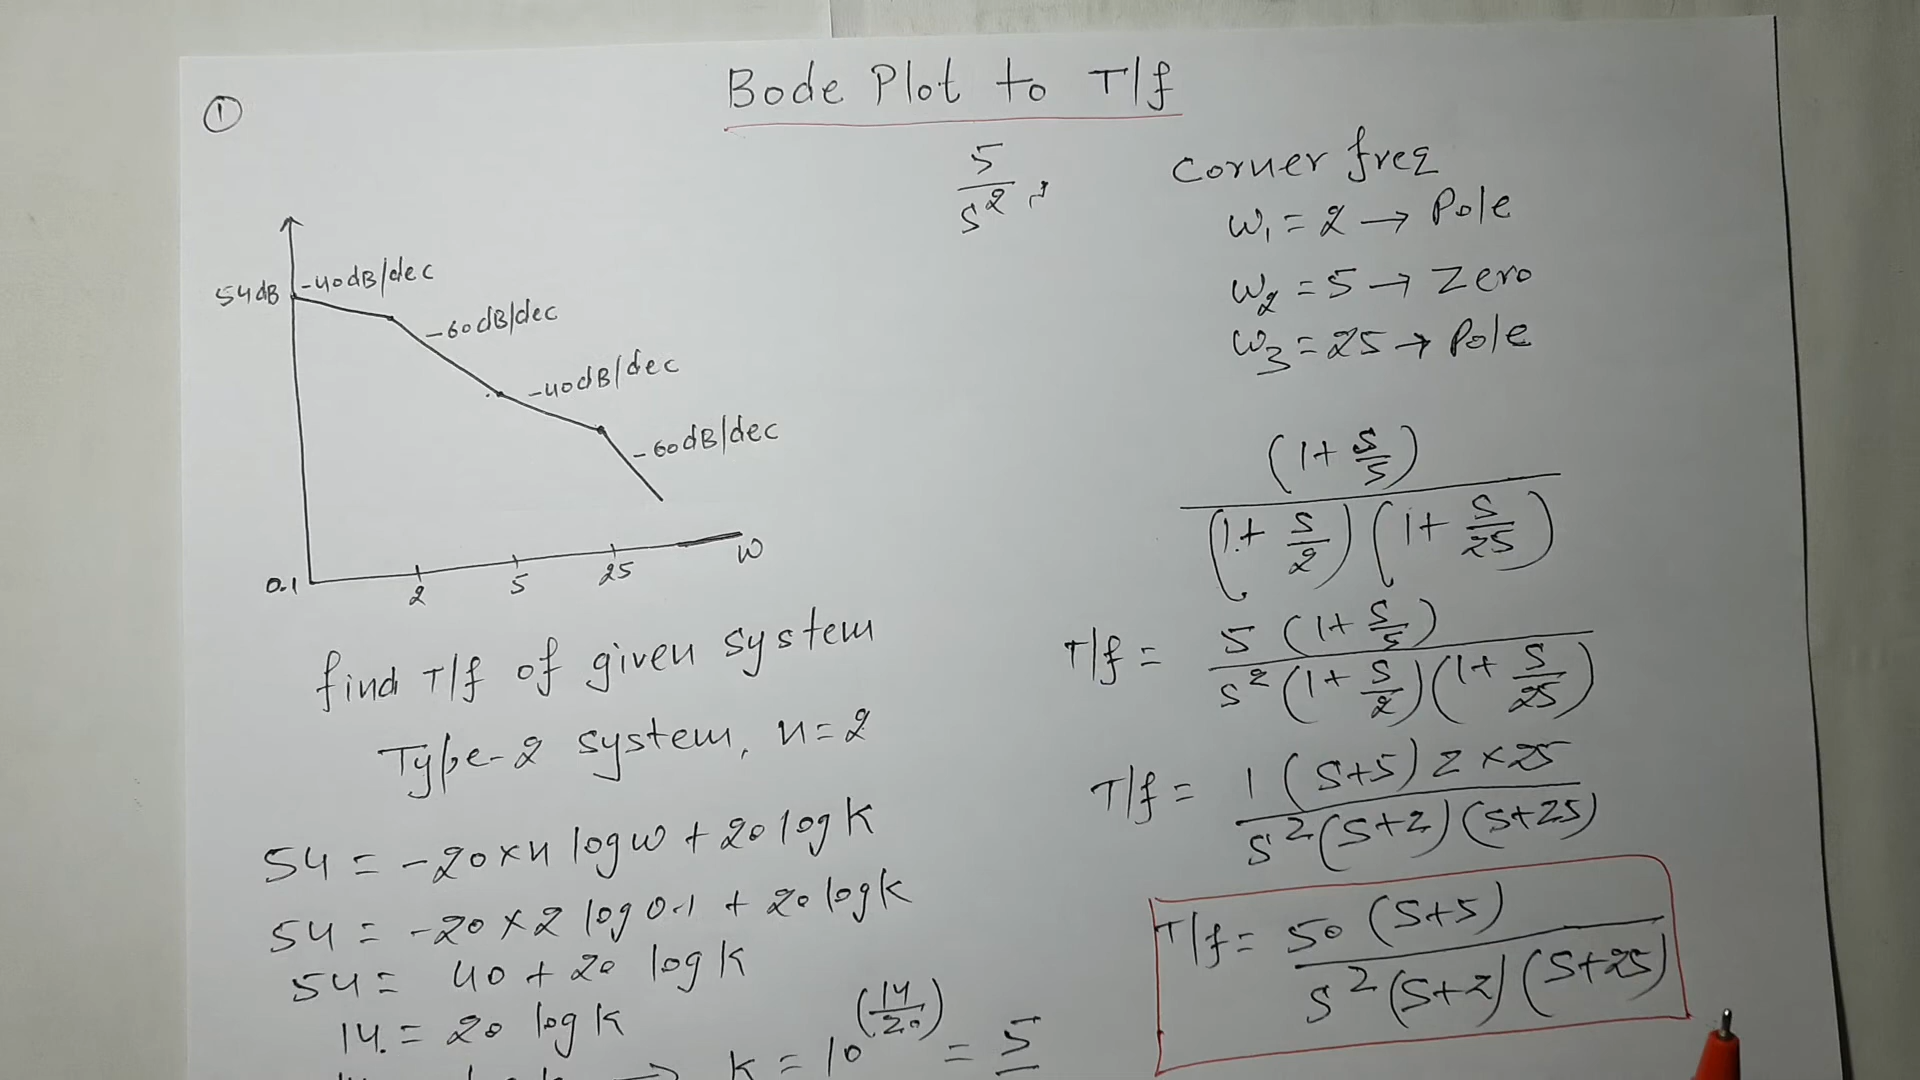 ①
Bode Plot to T/f
5/s²,
54dB
-40dB/dec
-60dB/dec
-40dB/dec
-60dB/dec
0.1
2
5
25
ω
find T/f of given system
Type-2 system, n=2
54 = -20×n log ω + 20 log K
54 = -20 × 2 log 0.1 + 20 log K
54 = 40 + 20 log K
14. = 20 log K
K = 10^(14/20) = 5
Corner freq
ω₁ = 2 → Pole
ω₂ = 5 → Zero
ω₃ = 25 → Pole
(1+s/5) / (1+s/2)(1+s/25)
T/f = 5(1+s/5) / s²(1+s/2)(1+s/25)
T/f = 1(s+5) 2×25 / s²(s+2)(s+25)
T/f = 50(s+5) / s²(s+2)(s+25)